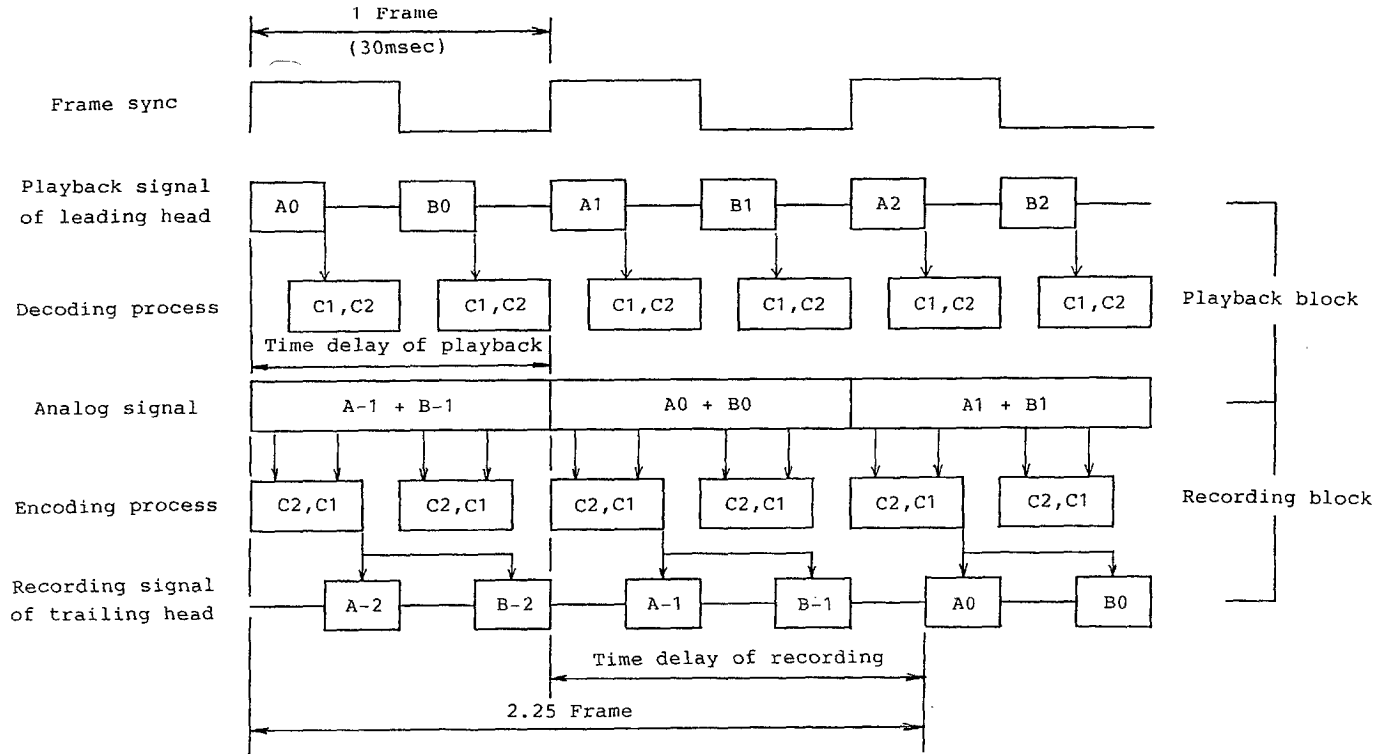 1 Frame
(30msec)
Frame sync
Playback signal
of leading head
A0 B0 A1 B1 A2 B2
Decoding process
C1,C2 C1,C2 C1,C2 C1,C2 C1,C2 C1,C2
Playback block
Time delay of playback
Analog signal
A-1 + B-1 A0 + B0 A1 + B1
Encoding process
C2,C1 C2,C1 C2,C1 C2,C1 C2,C1 C2,C1
Recording block
Recording signal
of trailing head
A-2 B-2 A-1 B-1 A0 B0
Time delay of recording
2.25 Frame